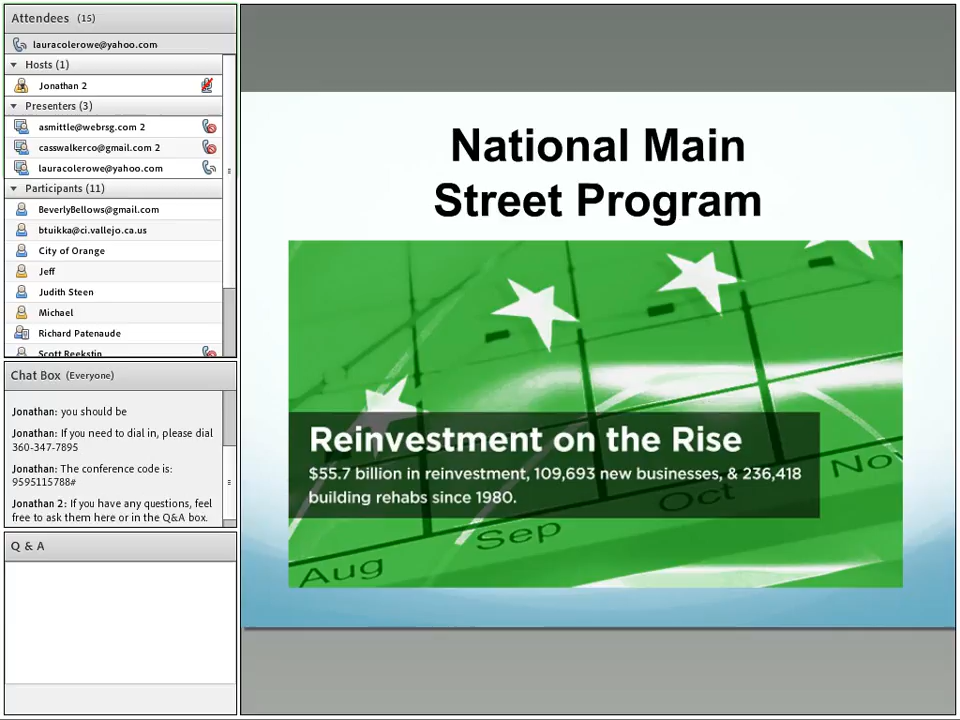 Attendees (15)
lauracolerowe@yahoo.com
Hosts (1)
Jonathan 2
Presenters (3)
asmittle@webrsg.com 2
casswalkerco@gmail.com 2
lauracolerowe@yahoo.com
Participants (11)
BeverlyBellows@gmail.com
btuikka@ci.vallejo.ca.us
City of Orange
Jeff
Judith Steen
Michael
Richard Patenaude
Scott Reekstin
Chat Box (Everyone)
Jonathan: you should be
Jonathan: If you need to dial in, please dial
360-347-7895
Jonathan: The conference code is:
9595115788#
Jonathan 2: If you have any questions, feel
free to ask them here or in the Q&A box.
Q & A
National Main
Street Program
Reinvestment on the Rise
$55.7 billion in reinvestment, 109,693 new businesses, & 236,418
building rehabs since 1980.
Aug Sep Oct No